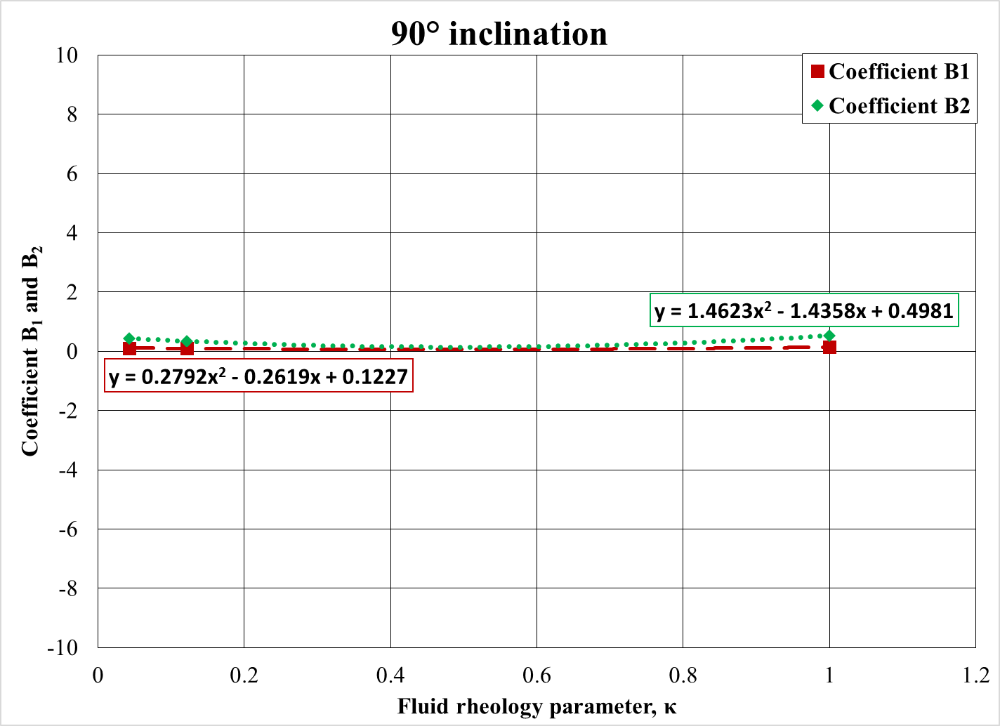 90° inclination
Coefficient B1
Coefficient B2
10
8
6
4
2
0
-2
-4
-6
-8
-10
Coefficient B₁ and B₂
y = 1.4623x² - 1.4358x + 0.4981
y = 0.2792x² - 0.2619x + 0.1227
0 0.2 0.4 0.6 0.8 1 1.2
Fluid rheology parameter, κ